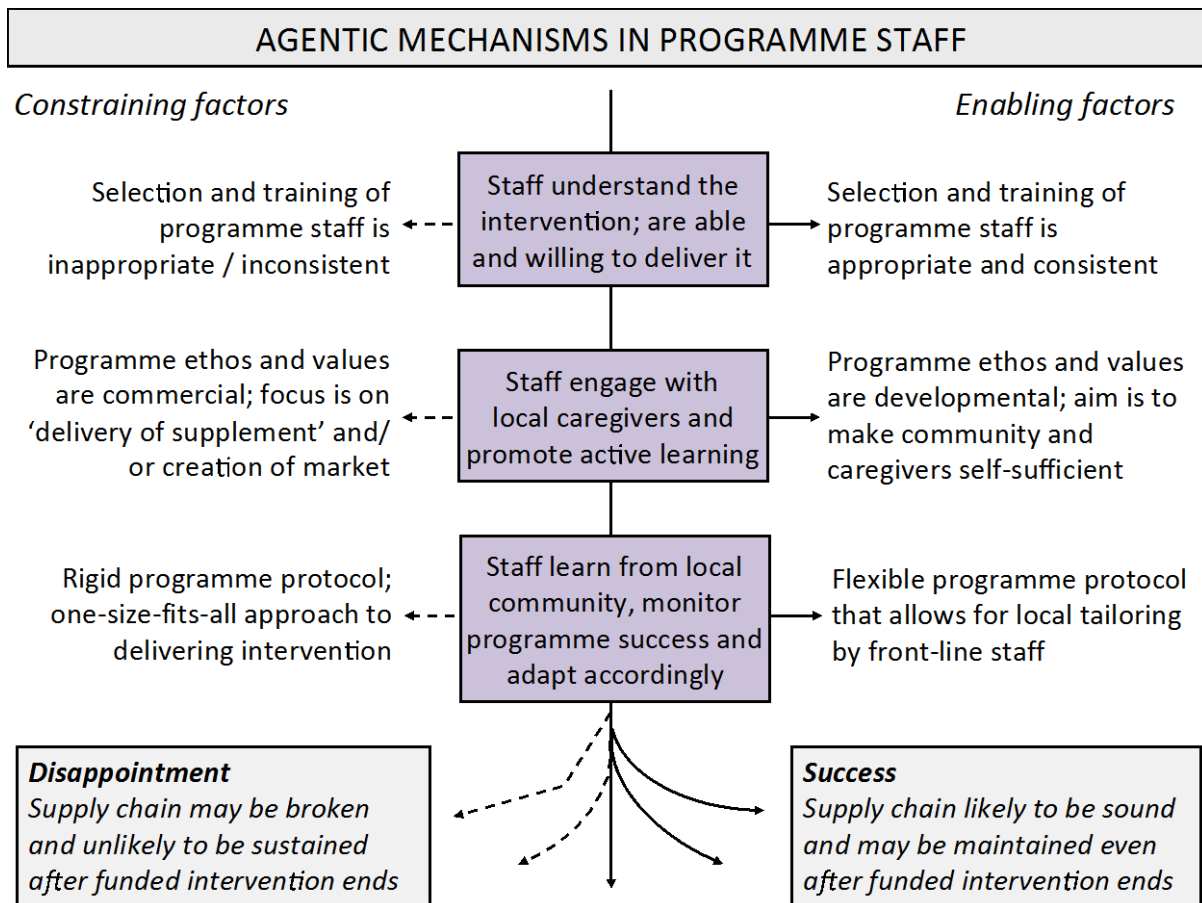 AGENTIC MECHANISMS IN PROGRAMME STAFF
Constraining factors
Enabling factors
Selection and training of
programme staff is
inappropriate / inconsistent
Staff understand the
intervention; are able
and willing to deliver it
Selection and training of
programme staff is
appropriate and consistent
Programme ethos and values
are commercial; focus is on
‘delivery of supplement’ and/
or creation of market
Staff engage with
local caregivers and
promote active learning
Programme ethos and values
are developmental; aim is to
make community and
caregivers self-sufficient
Rigid programme protocol;
one-size-fits-all approach to
delivering intervention
Staff learn from local
community, monitor
programme success and
adapt accordingly
Flexible programme protocol
that allows for local tailoring
by front-line staff
Disappointment
Supply chain may be broken
and unlikely to be sustained
after funded intervention ends
Success
Supply chain likely to be sound
and may be maintained even
after funded intervention ends